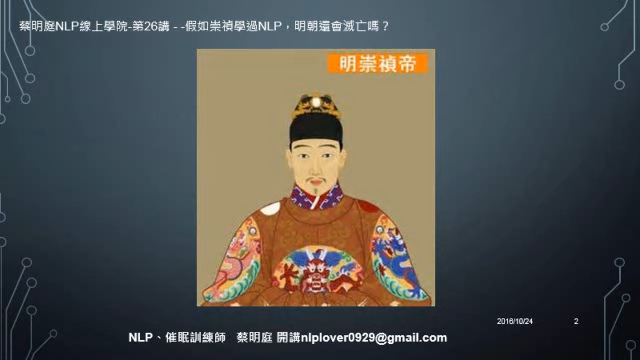 蔡明庭NLP線上學院-第26講 - -假如崇禎學過NLP，明朝還會滅亡嗎？
明崇禎帝
2016/10/24
2
NLP、催眠訓練師 蔡明庭 開講nlplover0929@gmail.com